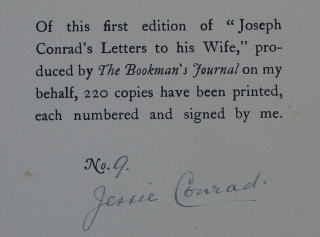 Of this first edition of "Joseph
Conrad's Letters to his Wife," pro-
duced by The Bookman's Journal on my
behalf, 220 copies have been printed,
each numbered and signed by me.
No. 9.
Jessie Conrad.